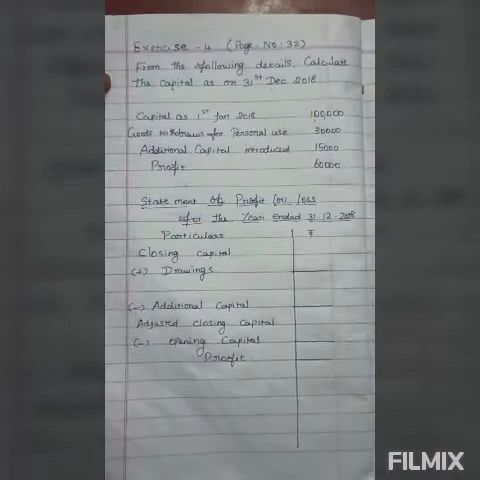 Exercise - 4 (Page. No: 32)
From the following details, Calculate
the Capital as on 31st Dec 2018
Capital as 1st Jan 2018 100,000
Goods withdrawn for Personal use 30000
Additional Capital introduced 15000
Profit 60000
Statement of Profit (or) loss
for the Year ended 31.12.2018
Particulars ₹
Closing Capital
(+) Drawings
(-) Additional Capital
Adjusted closing Capital
(-) opening Capital
Profit.
FILMIX